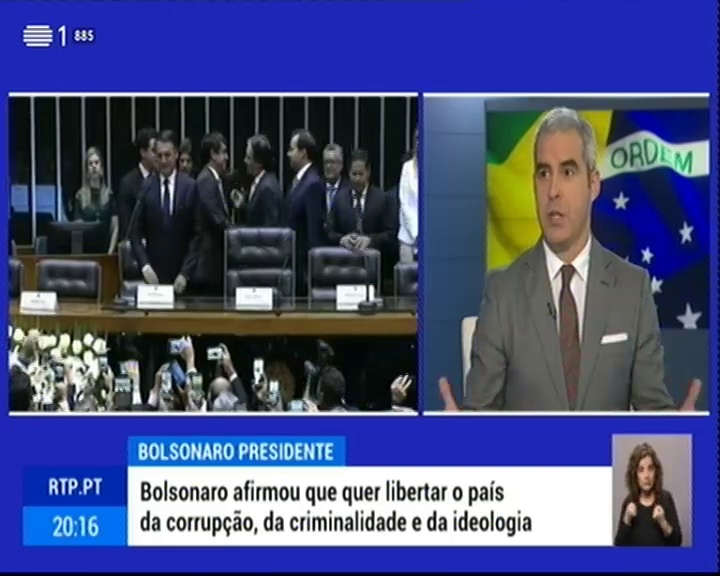 1 885
ORDEM
BOLSONARO PRESIDENTE
RTP.PT
Bolsonaro afirmou que quer libertar o país
20:16
da corrupção, da criminalidade e da ideologia